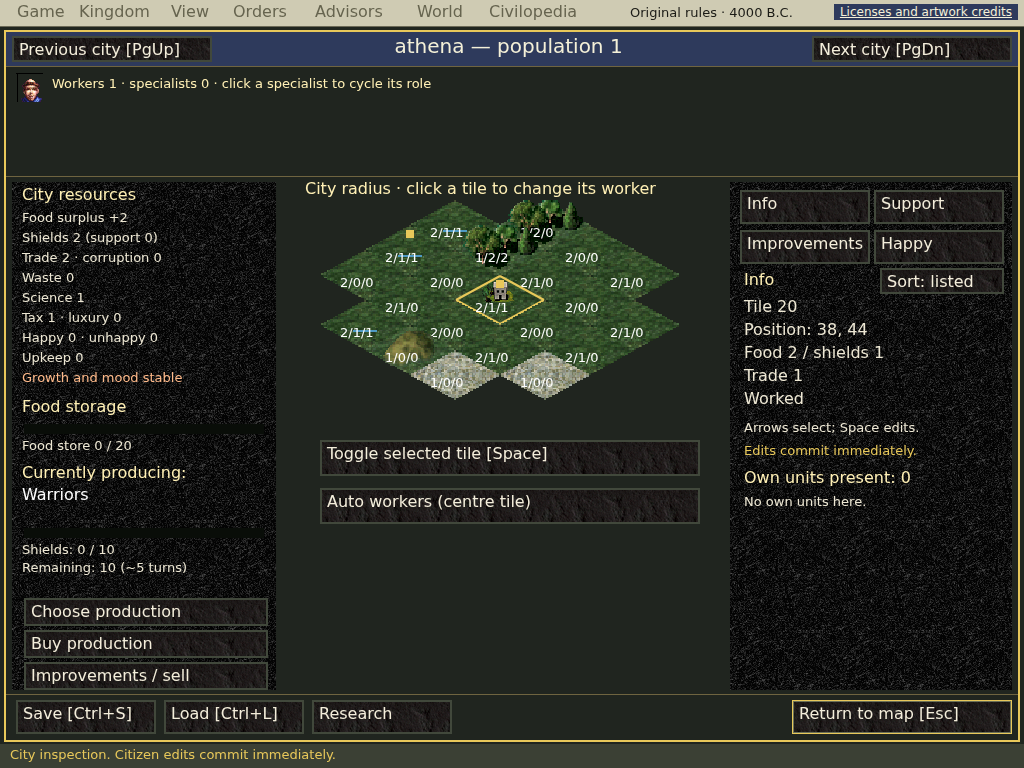 Game Kingdom View Orders Advisors World Civilopedia Original rules · 4000 B.C. Licenses and artwork credits
Previous city [PgUp] athena — population 1 Next city [PgDn]
Workers 1 · specialists 0 · click a specialist to cycle its role
City resources
Food surplus +2
Shields 2 (support 0)
Trade 2 · corruption 0
Waste 0
Science 1
Tax 1 · luxury 0
Happy 0 · unhappy 0
Upkeep 0
Growth and mood stable
Food storage
Food store 0 / 20
Currently producing:
Warriors
Shields: 0 / 10
Remaining: 10 (~5 turns)
Choose production
Buy production
Improvements / sell
City radius · click a tile to change its worker
2/1/1 /2/0
2/1/1 1/2/2 2/0/0
2/0/0 2/0/0 2/1/0 2/1/0
2/1/0 2/1/1 2/0/0
2/1/1 2/0/0 2/0/0 2/1/0
1/0/0 2/1/0 2/1/0
1/0/0 1/0/0
Toggle selected tile [Space]
Auto workers (centre tile)
Info Support
Improvements Happy
Info Sort: listed
Tile 20
Position: 38, 44
Food 2 / shields 1
Trade 1
Worked
Arrows select; Space edits.
Edits commit immediately.
Own units present: 0
No own units here.
Save [Ctrl+S] Load [Ctrl+L] Research Return to map [Esc]
City inspection. Citizen edits commit immediately.